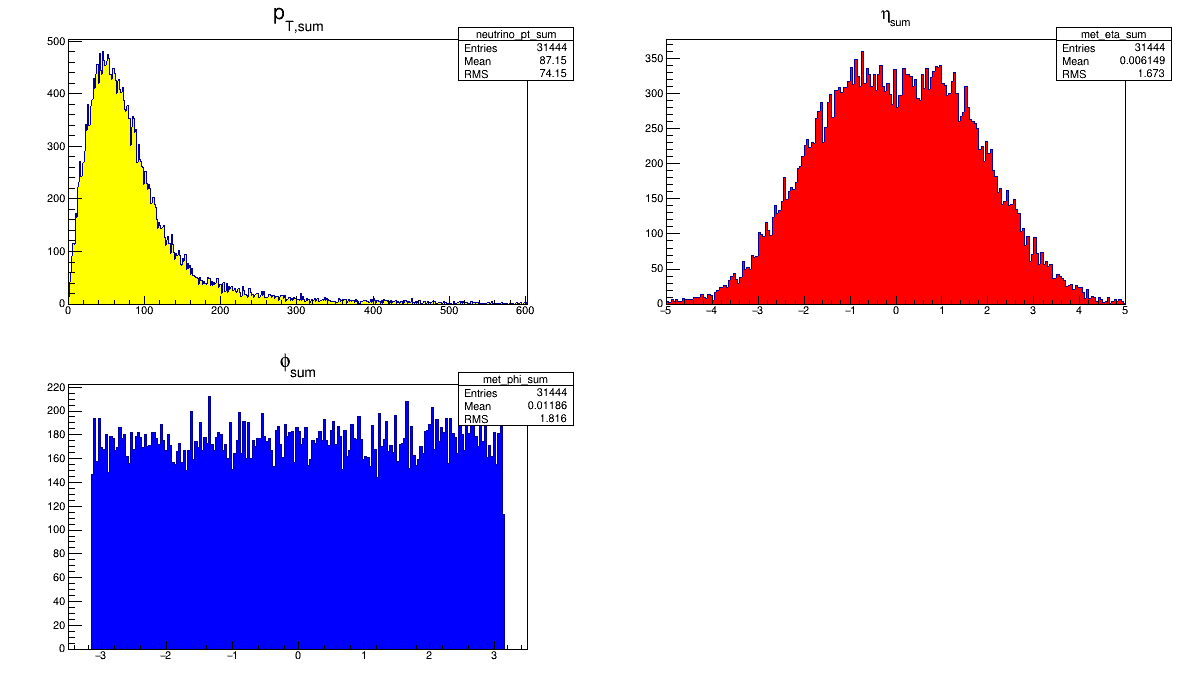 p T,sum
neutrino_pt_sum
Entries 31444
Mean 87.15
RMS 74.15
500
400
300
200
100
0
0 100 200 300 400 500 600
η sum
met_eta_sum
Entries 31444
Mean 0.006149
RMS 1.673
350
300
250
200
150
100
50
0
−5 −4 −3 −2 −1 0 1 2 3 4 5
ϕ sum
met_phi_sum
Entries 31444
Mean 0.01186
RMS 1.816
220
200
180
160
140
120
100
80
60
40
20
0
−3 −2 −1 0 1 2 3